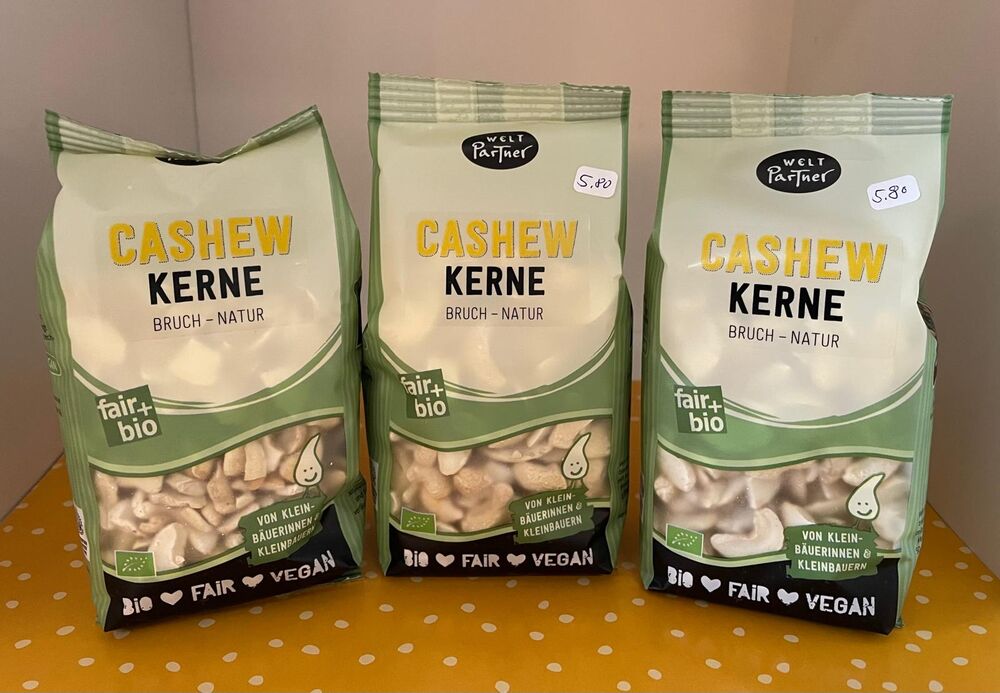 CASHEW
KERNE
BRUCH – NATUR
fair+
bio
VON KLEIN-
BÄUERINNEN &
KLEINBAUERN
BIO FAIR VEGAN
WELT
PARTNER
5,80
CASHEW
KERNE
BRUCH – NATUR
fair+
bio
VON KLEIN-
BÄUERINNEN &
KLEINBAUERN
BIO FAIR VEGAN
WELT
PARTNER
5.80
CASHEW
KERNE
BRUCH – NATUR
fair+
bio
VON KLEIN-
BÄUERINNEN &
KLEINBAUERN
BIO FAIR VEGAN